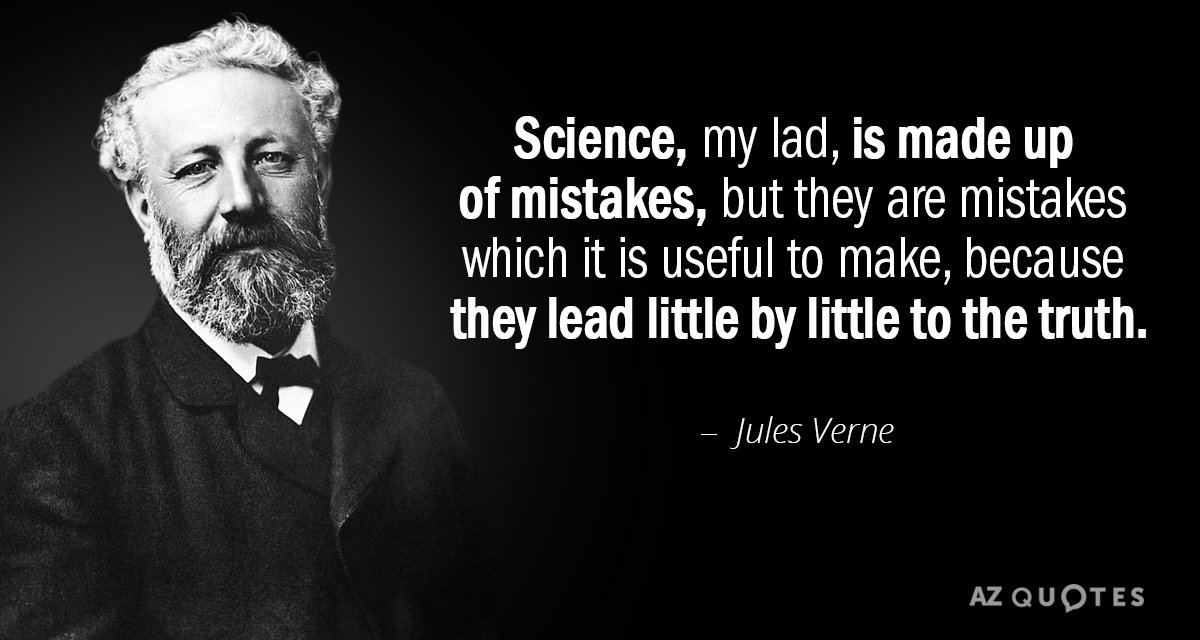 Science, my lad, is made up
of mistakes, but they are mistakes
which it is useful to make, because
they lead little by little to the truth.
– Jules Verne
AZ QUOTES